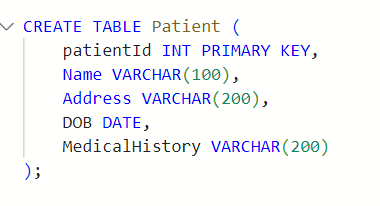 CREATE TABLE Patient (
    patientId INT PRIMARY KEY,
    Name VARCHAR(100),
    Address VARCHAR(200),
    DOB DATE,
    MedicalHistory VARCHAR(200)
);